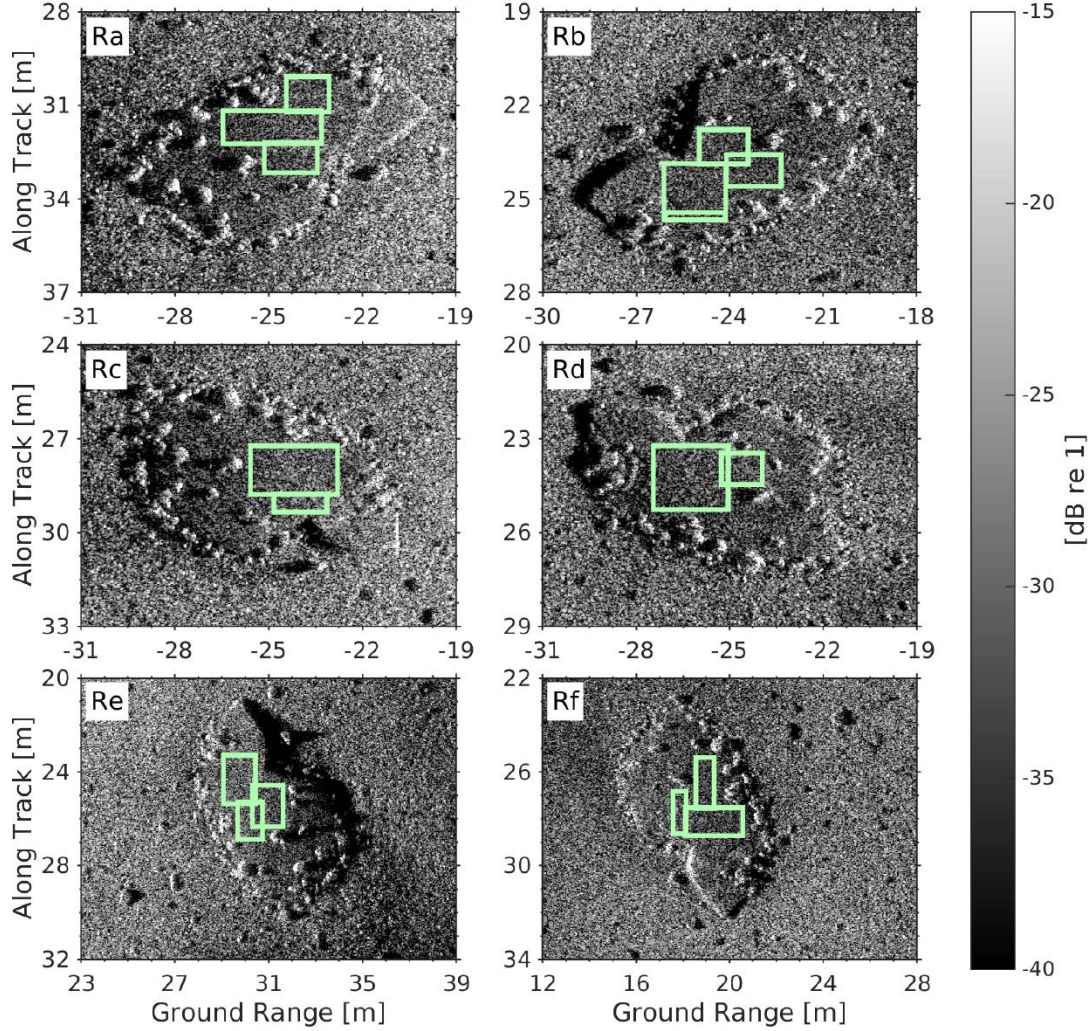 28
Ra
31
34
37
Along Track [m]
-31 -28 -25 -22 -19
19
Rb
22
25
28
-30 -27 -24 -21 -18
24
Rc
27
30
33
Along Track [m]
-31 -28 -25 -22 -19
20
Rd
23
26
29
-31 -28 -25 -22 -19
20
Re
24
28
32
Along Track [m]
23 27 31 35 39
Ground Range [m]
22
Rf
26
30
34
12 16 20 24 28
Ground Range [m]
-15
-20
-25
-30
-35
-40
[dB re 1]